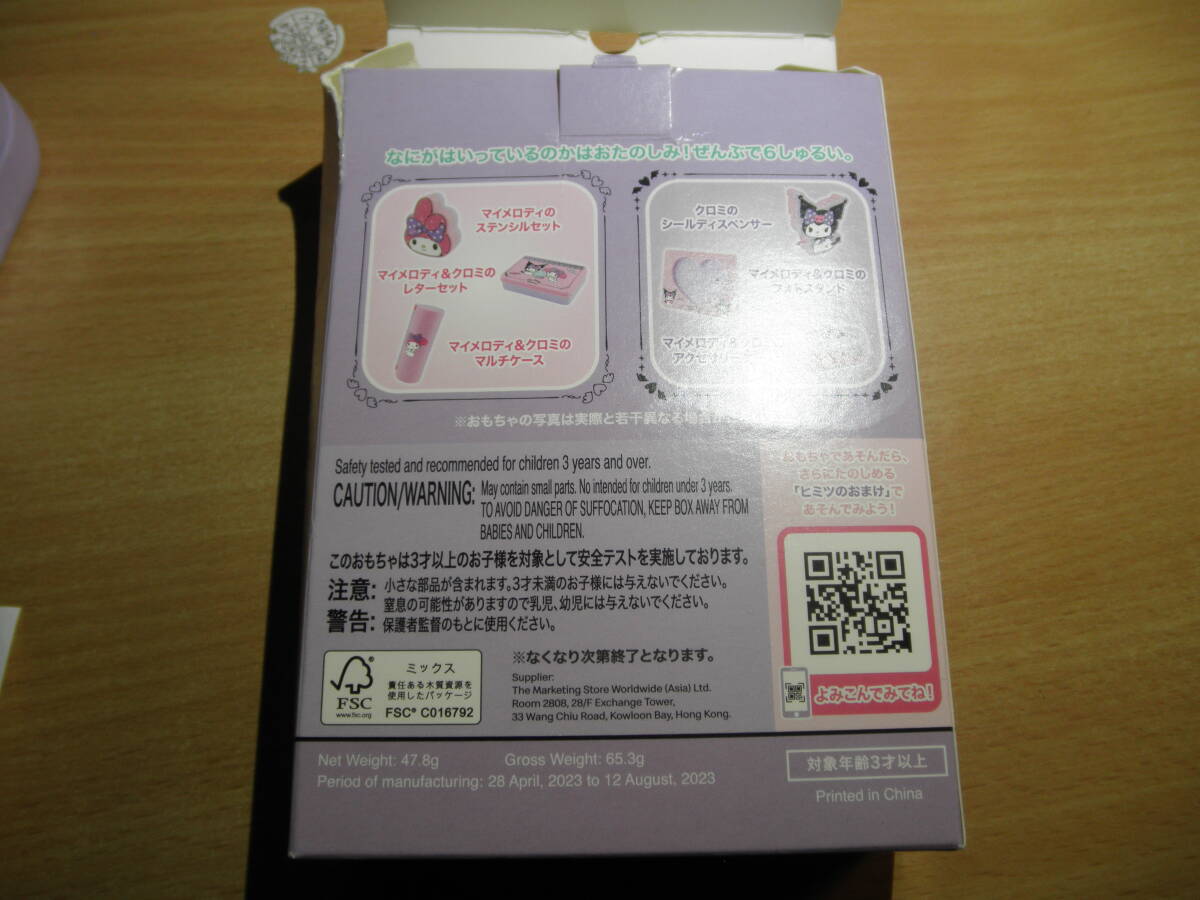 なにがはいっているのかはおたのしみ!ぜんぶで6しゅるい。
マイメロディの
ステンシルセット
マイメロディ&クロミの
レターセット
マイメロディ&クロミの
マルチケース
クロミの
シールディスペンサー
マイメロディ&クロミの
フォトスタンド
マイメロディ&クロ
アクセサリー
※おもちゃの写真は実際と若干異なる場合が
Safety tested and recommended for children 3 years and over.
CAUTION/WARNING: May contain small parts. No intended for children under 3 years.
TO AVOID DANGER OF SUFFOCATION, KEEP BOX AWAY FROM
BABIES AND CHILDREN.
このおもちゃは3才以上のお子様を対象として安全テストを実施しております。
注意: 小さな部品が含まれます。3才未満のお子様には与えないでください。
窒息の可能性がありますので乳児、幼児には与えないでください。
警告: 保護者監督のもとに使用ください。
FSC
www.fsc.org
ミックス
責任ある木質資源を
使用したパッケージ
FSC® C016792
※なくなり次第終了となります。
Supplier:
The Marketing Store Worldwide (Asia) Ltd.
Room 2808, 28/F Exchange Tower,
33 Wang Chiu Road, Kowloon Bay, Hong Kong.
おもちゃであそんだら、
さらにたのしめる
「ヒミツのおまけ」で
あそんでみよう!
よみこんでみてね!
Net Weight: 47.8g Gross Weight: 65.3g
Period of manufacturing: 28 April, 2023 to 12 August, 2023
対象年齢3才以上
Printed in China